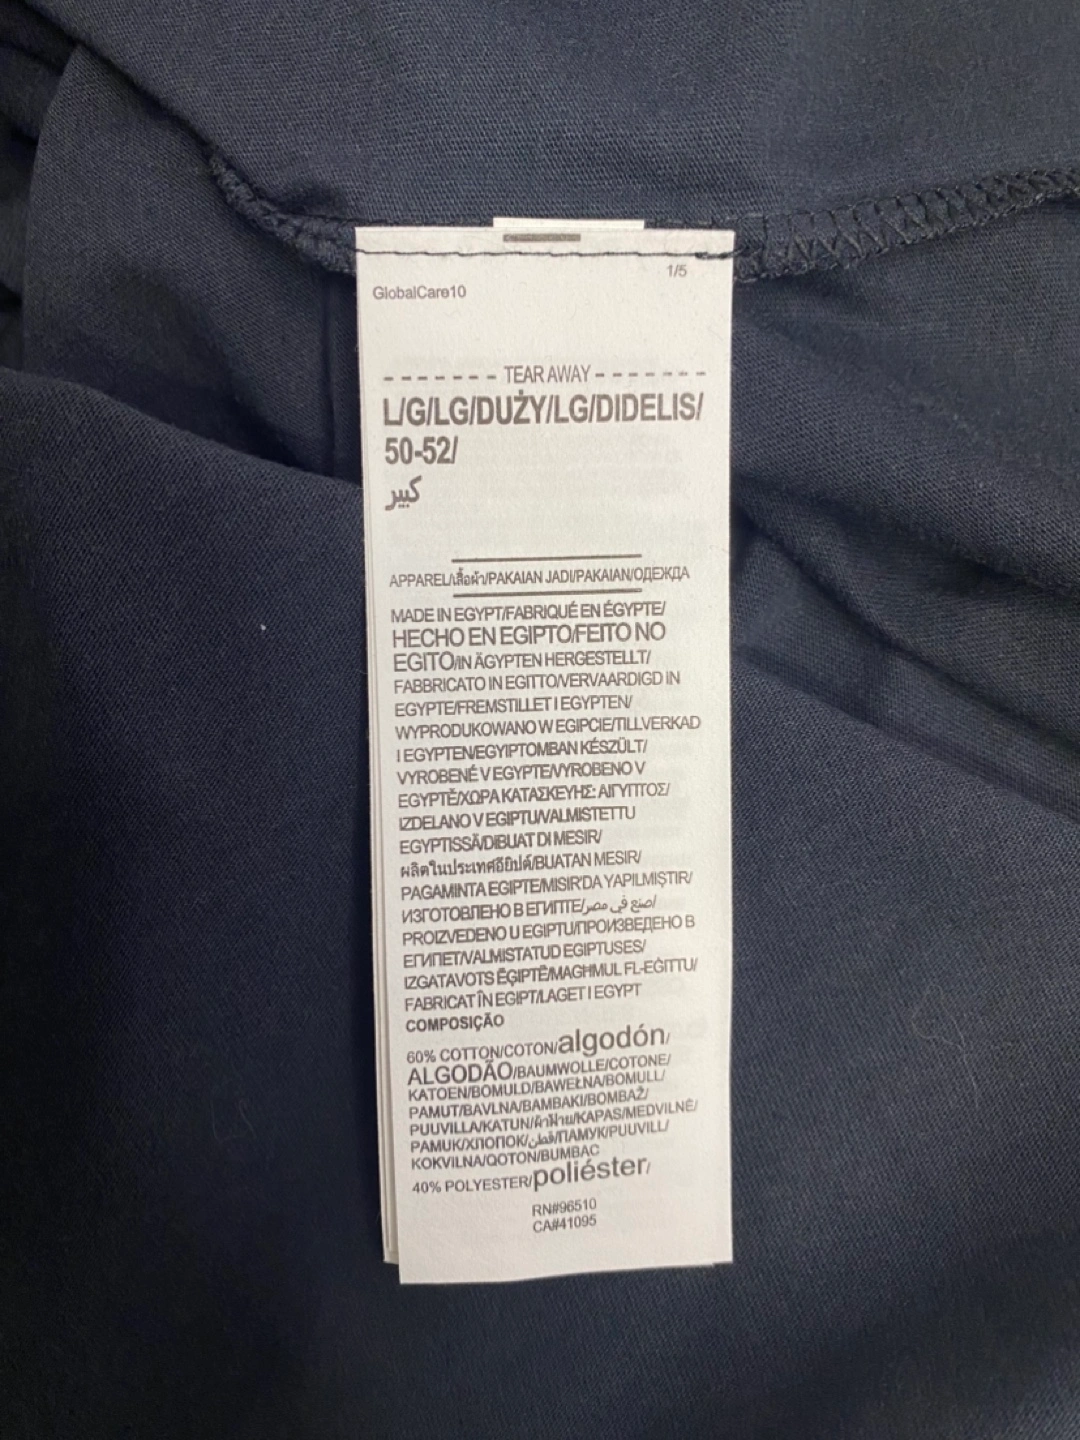 1/5
GlobalCare10
- - - - - - - TEAR AWAY - - - - - - -
L/G/LG/DUŻY/LG/DIDELIS/
50-52/
كبير
APPAREL/เสื้อผ้า/PAKAIAN JADI/PAKAIAN/ОДЕЖДА
MADE IN EGYPT/FABRIQUÉ EN ÉGYPTE/
HECHO EN EGIPTO/FEITO NO
EGITO/IN ÄGYPTEN HERGESTELLT/
FABBRICATO IN EGITTO/VERVAARDIGD IN
EGYPTE/FREMSTILLET I EGYPTEN/
WYPRODUKOWANO W EGIPCIE/TILLVERKAD
I EGYPTEN/EGYIPTOMBAN KÉSZÜLT/
VYROBENÉ V EGYPTE/VYROBENO V
EGYPTĚ/ΧΩΡΑ ΚΑΤΑΣΚΕΥΗΣ: ΑΙΓΥΠΤΟΣ/
IZDELANO V EGIPTU/VALMISTETTU
EGYPTISSÄ/DIBUAT DI MESIR/
ผลิตในประเทศอียิปต์/BUATAN MESIR/
PAGAMINTA EGIPTE/MISIR'DA YAPILMIŞTIR/
ИЗГОТОВЛЕНО В ЕГИПТЕ/صنع في مصر/
PROIZVEDENO U EGIPTU/ПРОИЗВЕДЕНО В
ЕГИПЕТ/VALMISTATUD EGIPTUSES/
IZGATAVOTS ĒĢIPTĒ/MAGHMUL FL-EĠITTU/
FABRICAT ÎN EGIPT/LAGET I EGYPT
COMPOSIÇÃO
60% COTTON/COTON/algodón/
ALGODÃO/BAUMWOLLE/COTONE/
KATOEN/BOMULD/BAWEŁNA/BOMULL/
PAMUT/BAVLNA/BAMBAKI/BOMBAŽ/
PUUVILLA/KATUN/ผ้าฝ้าย/KAPAS/MEDVILNĖ/
PAMUK/ХЛОПОК/قطن/ПАМУК/PUUVILL/
KOKVILNA/QOTON/BUMBAC
40% POLYESTER/poliéster/
RN#96510
CA#41095